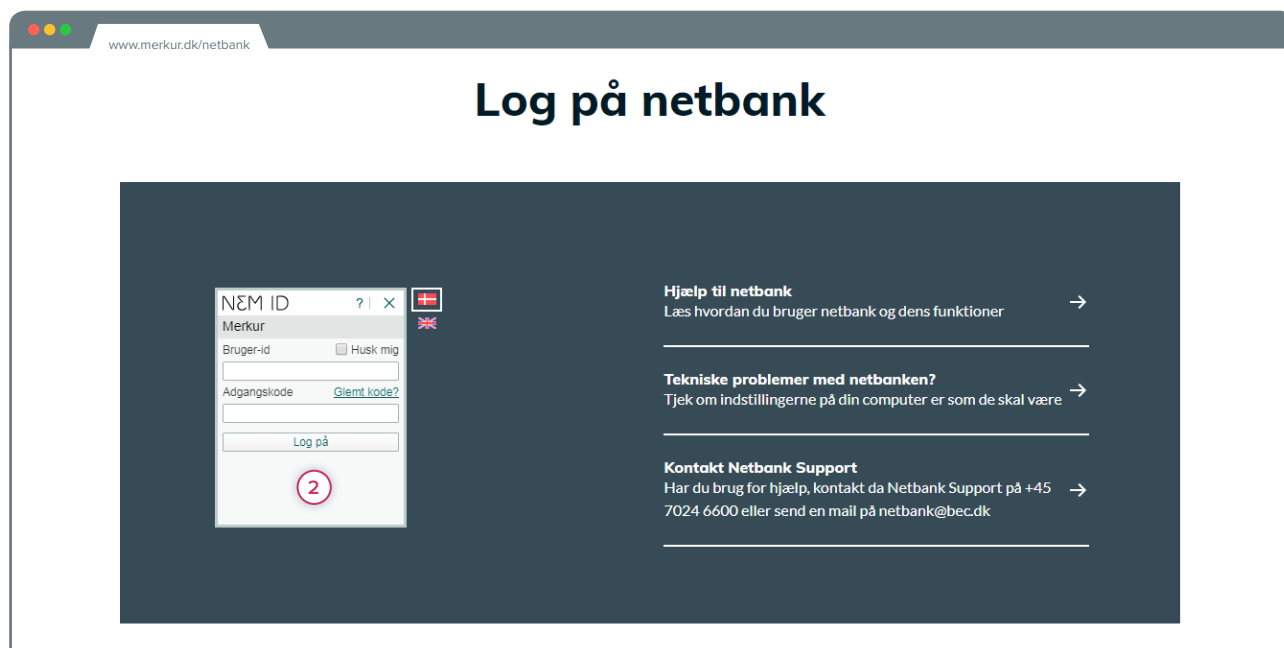 www.merkur.dk/netbank
Log på netbank
NEM ID ?
Merkur
Bruger-id Husk mig
Adgangskode Glemt kode?
Log på
2
Hjælp til netbank
Læs hvordan du bruger netbank og dens funktioner
Tekniske problemer med netbanken?
Tjek om indstillingerne på din computer er som de skal være
Kontakt Netbank Support
Har du brug for hjælp, kontakt da Netbank Support på +45
7024 6600 eller send en mail på netbank@bec.dk